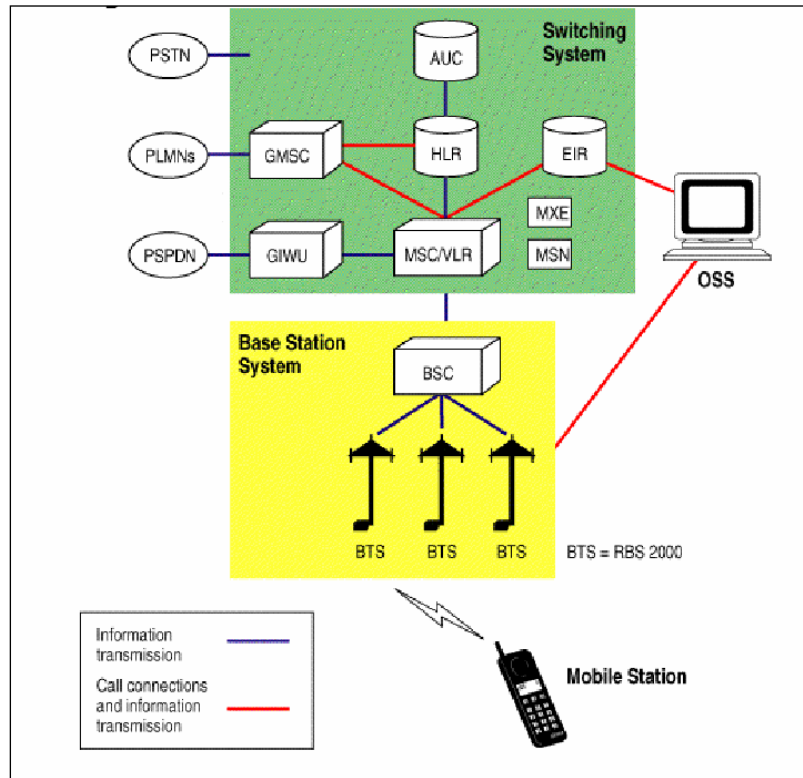 Switching
System
PSTN
AUC
PLMNs
GMSC
HLR
EIR
MXE
PSPDN
GIWU
MSC/VLR
MSN
OSS
Base Station
System
BSC
BTS
BTS
BTS
BTS = RBS 2000
Information
transmission
Call connections
and information
transmission
Mobile Station